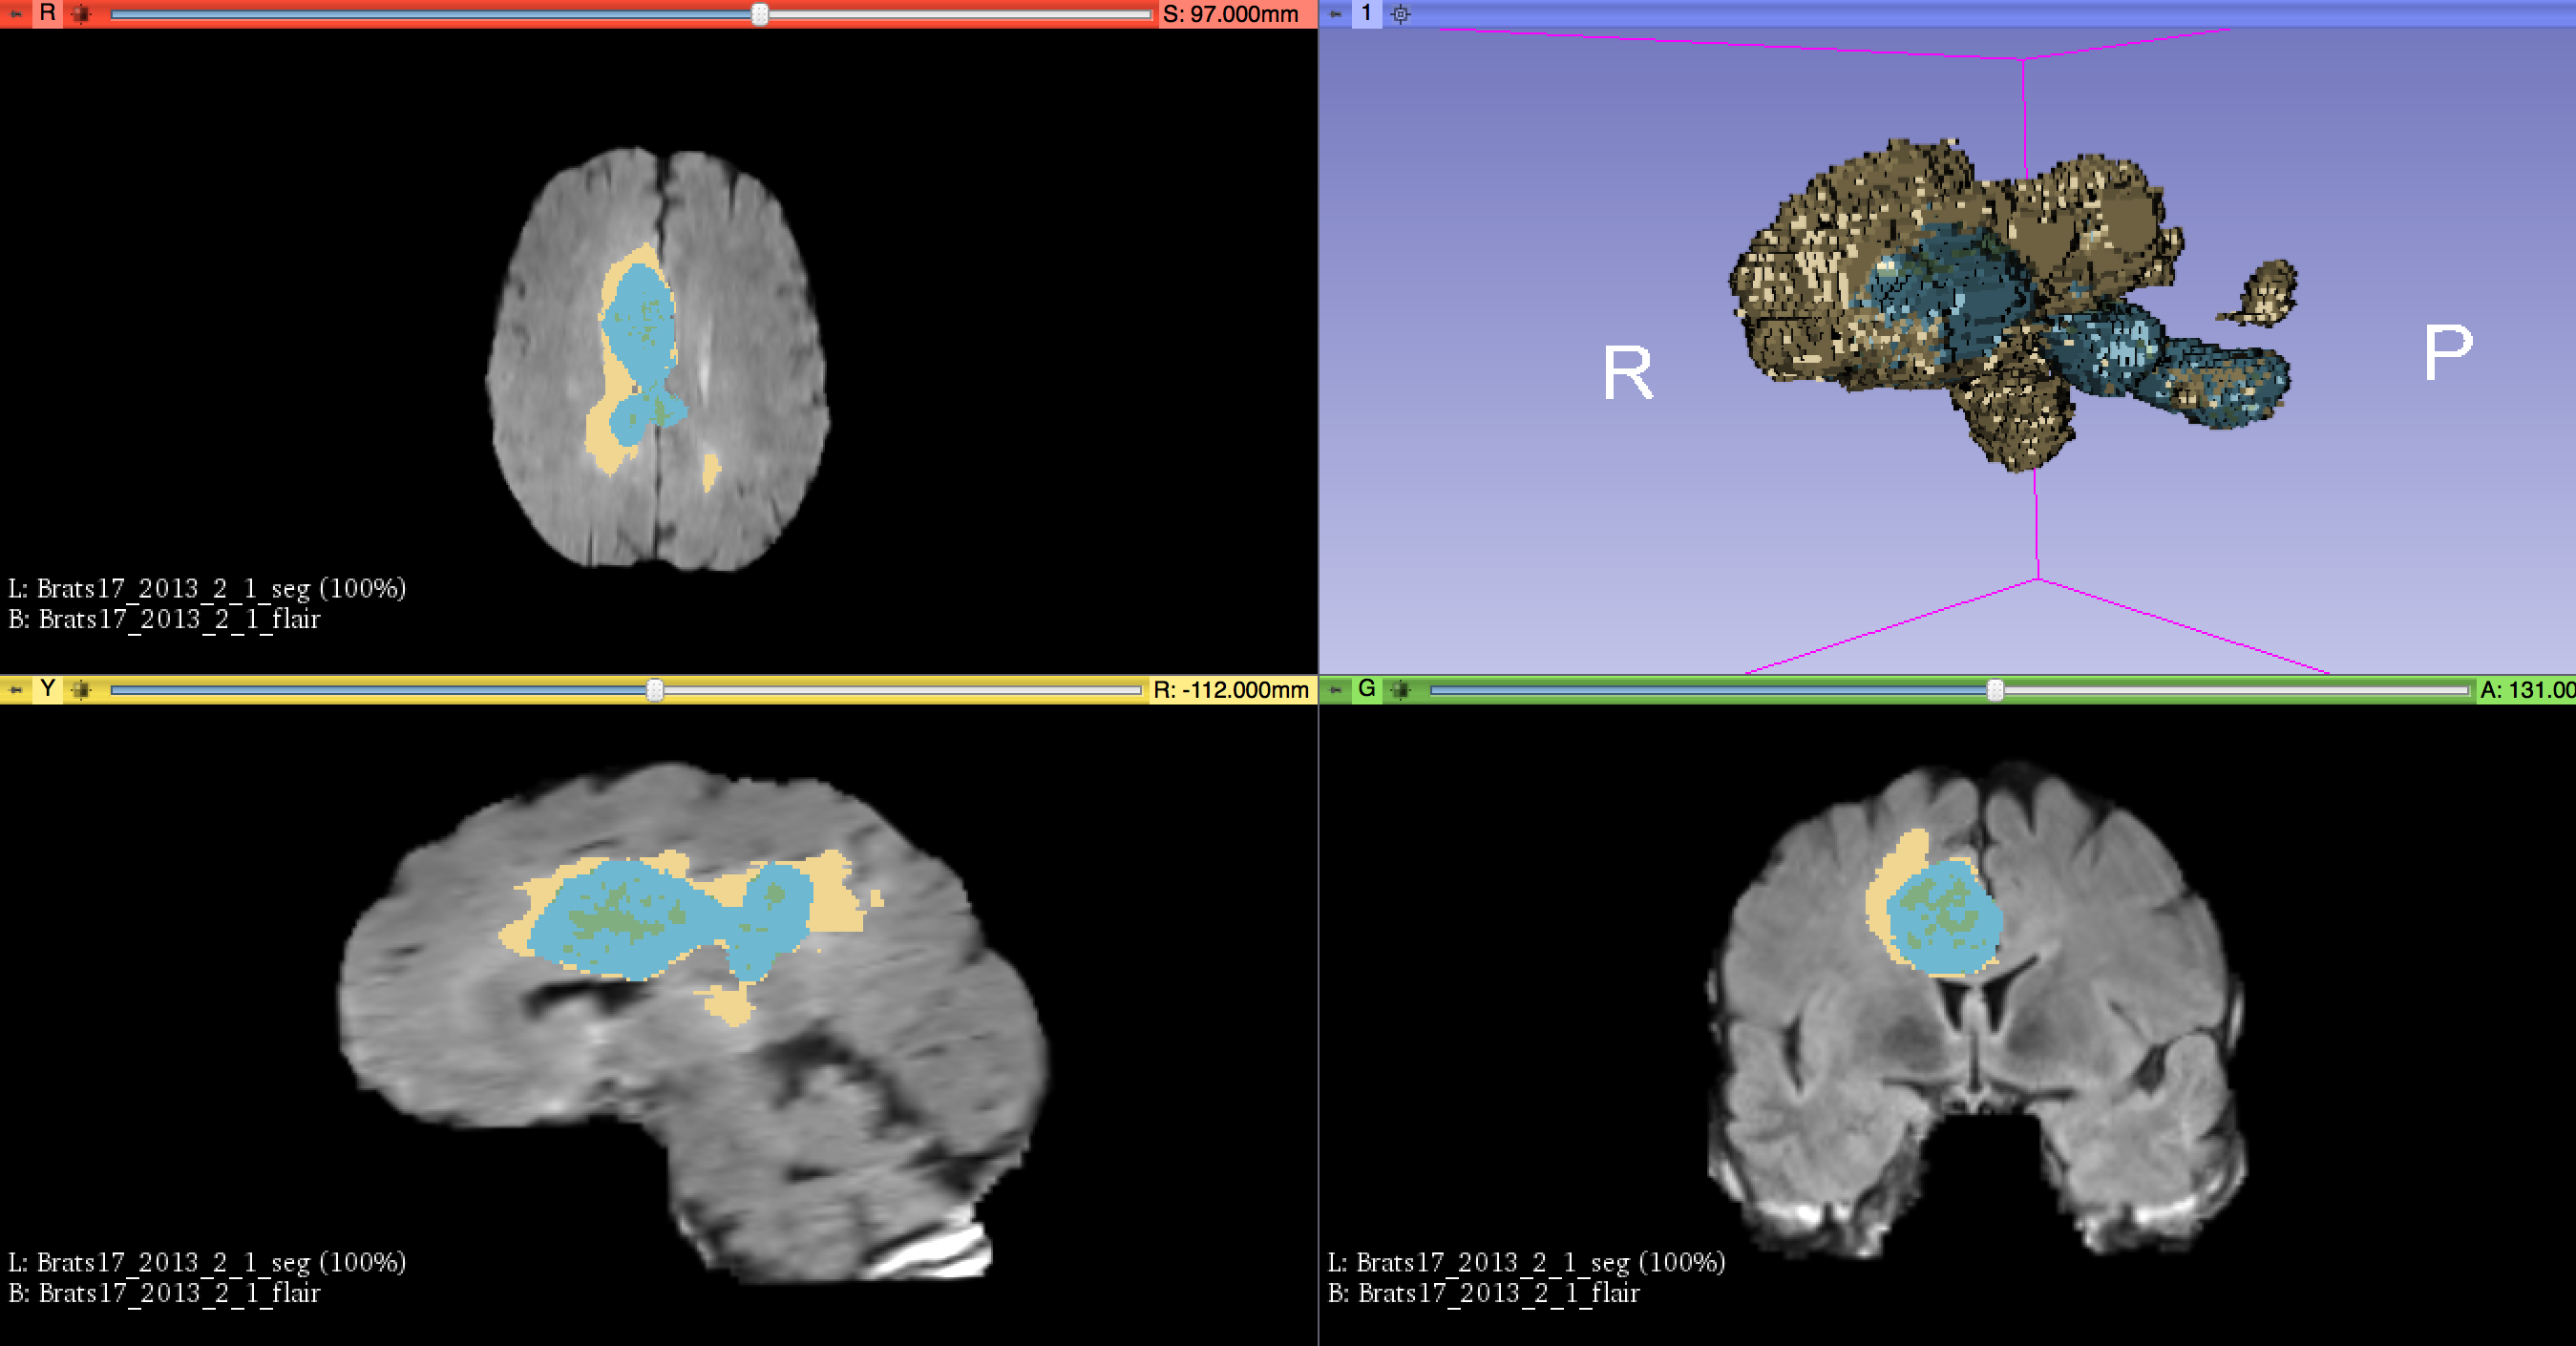 R
S: 97.000mm
1
L: Brats17_2013_2_1_seg (100%)
B: Brats17_2013_2_1_flair
R
P
Y
R: -112.000mm
G
A: 131.00
L: Brats17_2013_2_1_seg (100%)
B: Brats17_2013_2_1_flair
L: Brats17_2013_2_1_seg (100%)
B: Brats17_2013_2_1_flair